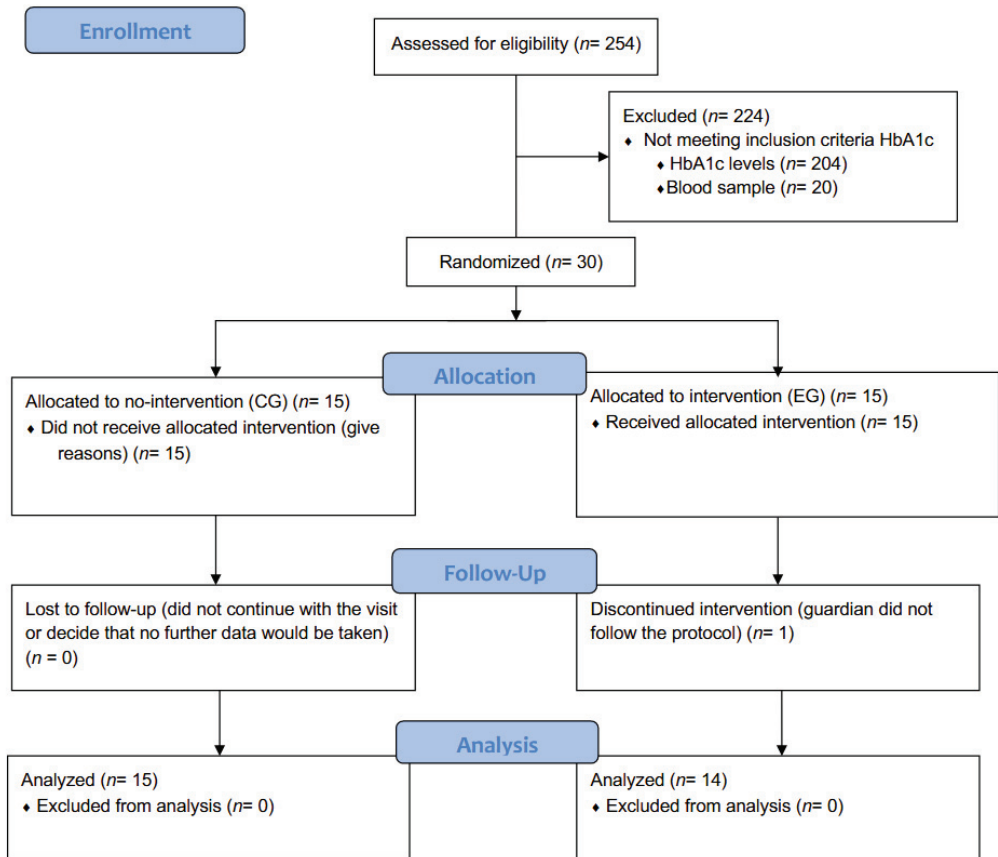 Enrollment
Assessed for eligibility (n= 254)
Excluded (n= 224)
♦ Not meeting inclusion criteria HbA1c
♦ HbA1c levels (n= 204)
♦Blood sample (n= 20)
Randomized (n= 30)
Allocation
Allocated to no-intervention (CG) (n= 15)
♦ Did not receive allocated intervention (give
reasons) (n= 15)
Allocated to intervention (EG) (n= 15)
♦ Received allocated intervention (n= 15)
Follow-Up
Lost to follow-up (did not continue with the visit
or decide that no further data would be taken)
(n = 0)
Discontinued intervention (guardian did not
follow the protocol) (n= 1)
Analysis
Analyzed (n= 15)
♦ Excluded from analysis (n= 0)
Analyzed (n= 14)
♦ Excluded from analysis (n= 0)